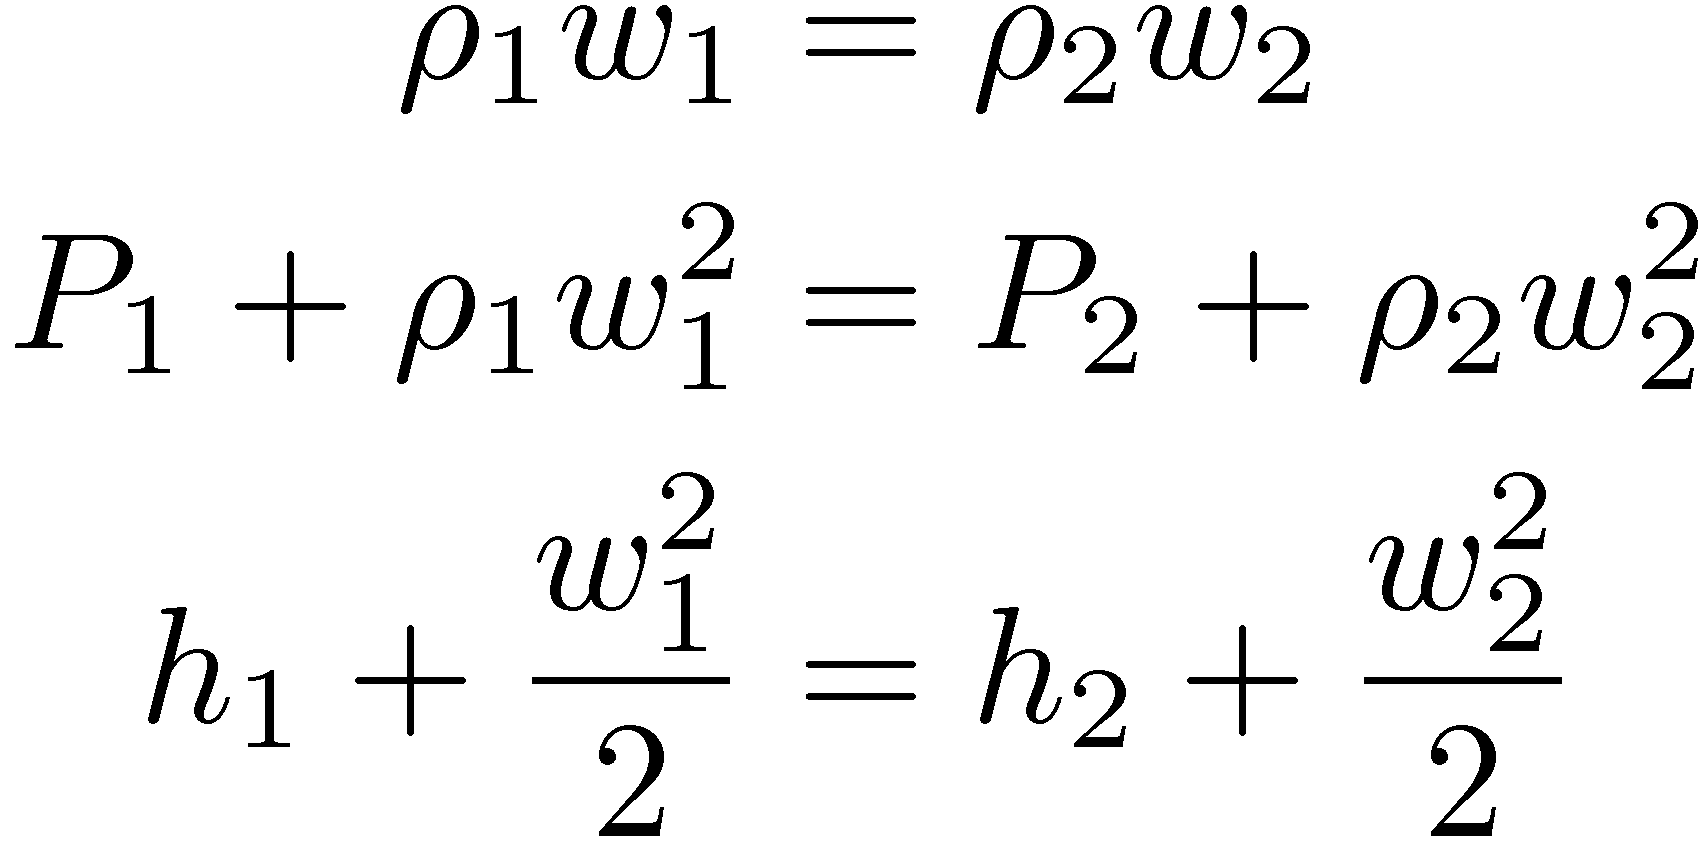 ρ₁w₁ = ρ₂w₂
P₁ + ρ₁w₁² = P₂ + ρ₂w₂²
h₁ + w₁²/2 = h₂ + w₂²/2